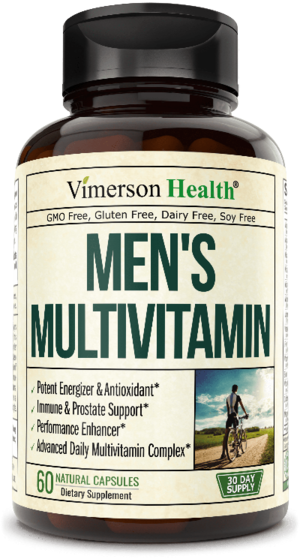 Vimerson Health®
GMO Free, Gluten Free, Dairy Free, Soy Free
MEN'S
MULTIVITAMIN
✓ Potent Energizer & Antioxidant*
✓ Immune & Prostate Support*
✓ Performance Enhancer*
✓ Advanced Daily Multivitamin Complex*
60 NATURAL CAPSULES
Dietary Supplement
30 DAY
SUPPLY